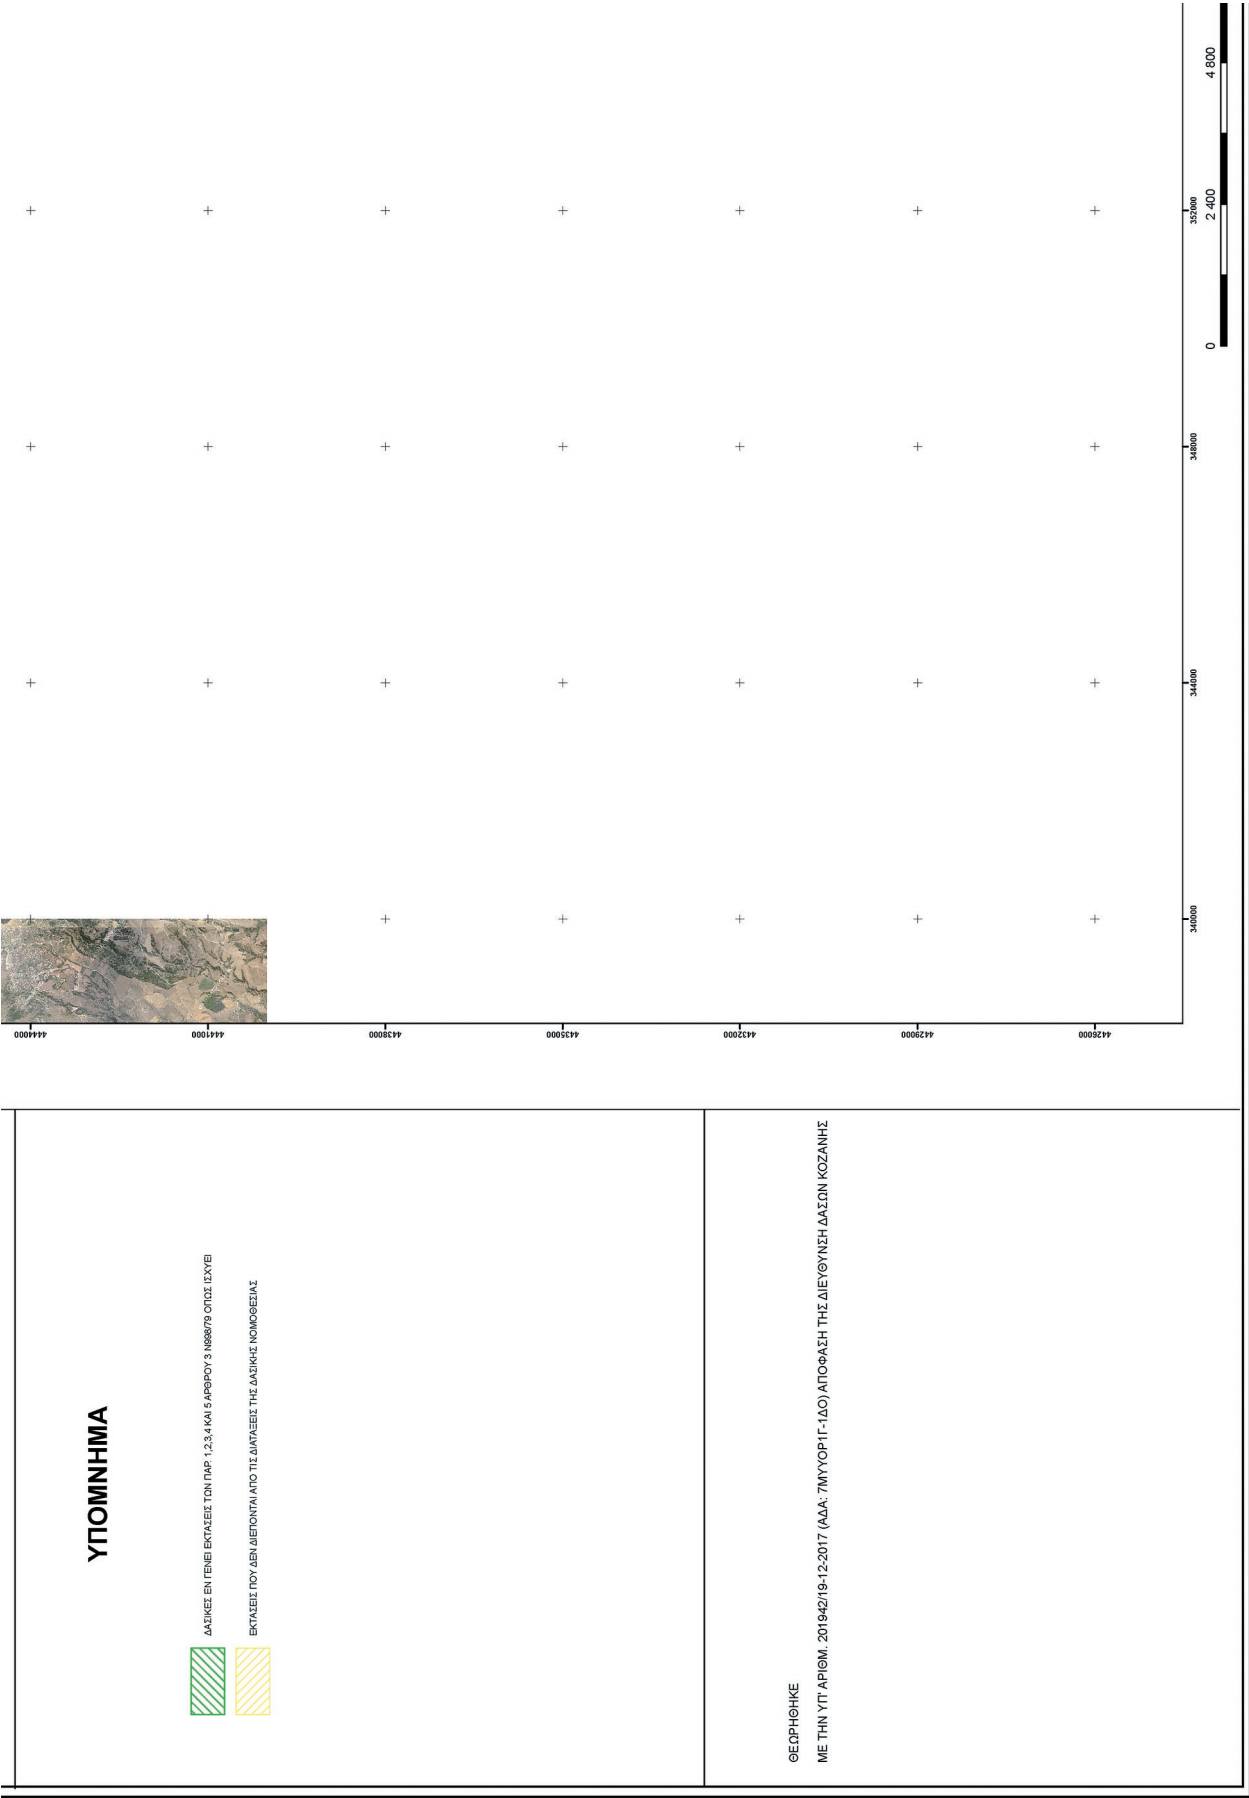 4 800
2 400
0
352000
348000
344000
340000
4444000
4441000
4438000
4435000
4432000
4429000
4426000
ΥΠΟΜΝΗΜΑ
ΔΑΣΙΚΕΣ ΕΝ ΓΕΝΕΙ ΕΚΤΑΣΕΙΣ ΤΩΝ ΠΑΡ. 1,2,3,4 ΚΑΙ 5 ΑΡΘΡΟΥ 3 Ν998/79 ΟΠΩΣ ΙΣΧΥΕΙ
ΕΚΤΑΣΕΙΣ ΠΟΥ ΔΕΝ ΔΙΕΠΟΝΤΑΙ ΑΠΟ ΤΙΣ ΔΙΑΤΑΞΕΙΣ ΤΗΣ ΔΑΣΙΚΗΣ ΝΟΜΟΘΕΣΙΑΣ
ΘΕΩΡΗΘΗΚΕ
ΜΕ ΤΗΝ ΥΠ' ΑΡΙΘΜ. 201942/19-12-2017 (ΑΔΑ: 7ΜΥΥΟΡ1Γ-1ΔΟ) ΑΠΟΦΑΣΗ ΤΗΣ ΔΙΕΥΘΥΝΣΗ ΔΑΣΩΝ ΚΟΖΑΝΗΣ